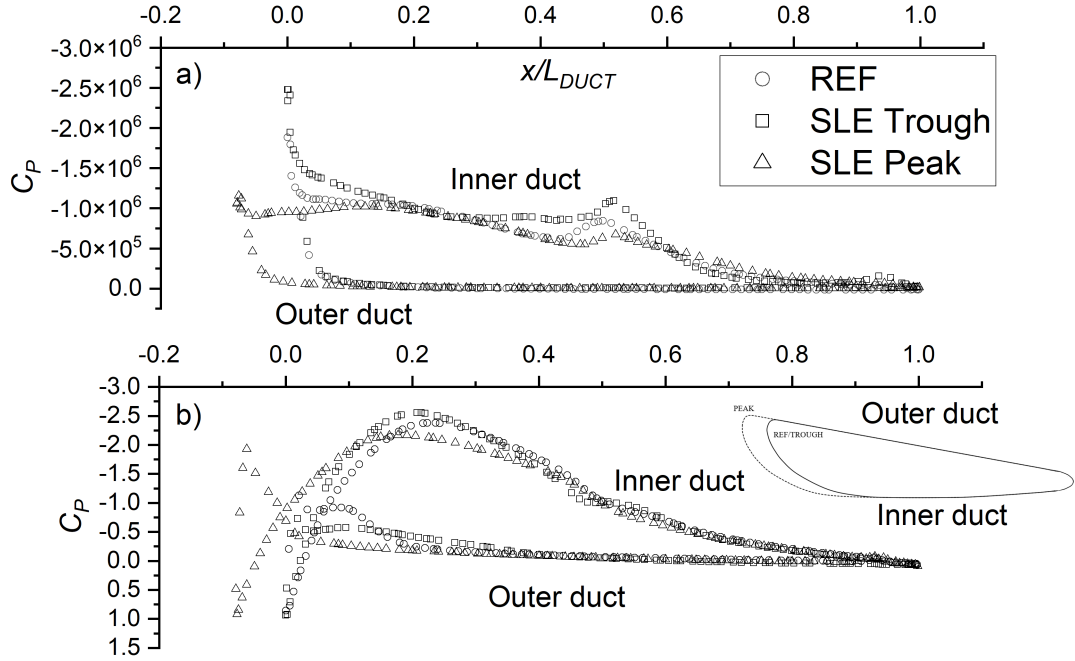 -0.2 0.0 0.2 0.4 0.6 0.8 1.0
-3.0×10⁶
-2.5×10⁶
-2.0×10⁶
-1.5×10⁶
-1.0×10⁶
-5.0×10⁵
0.0
C_P
a)
x/L_DUCT
REF
SLE Trough
SLE Peak
Inner duct
Outer duct
-0.2 0.0 0.2 0.4 0.6 0.8 1.0
-3.0
-2.5
-2.0
-1.5
-1.0
-0.5
0.0
0.5
1.0
1.5
C_P
b)
PEAK
REF/TROUGH
Outer duct
Inner duct
Inner duct
Outer duct